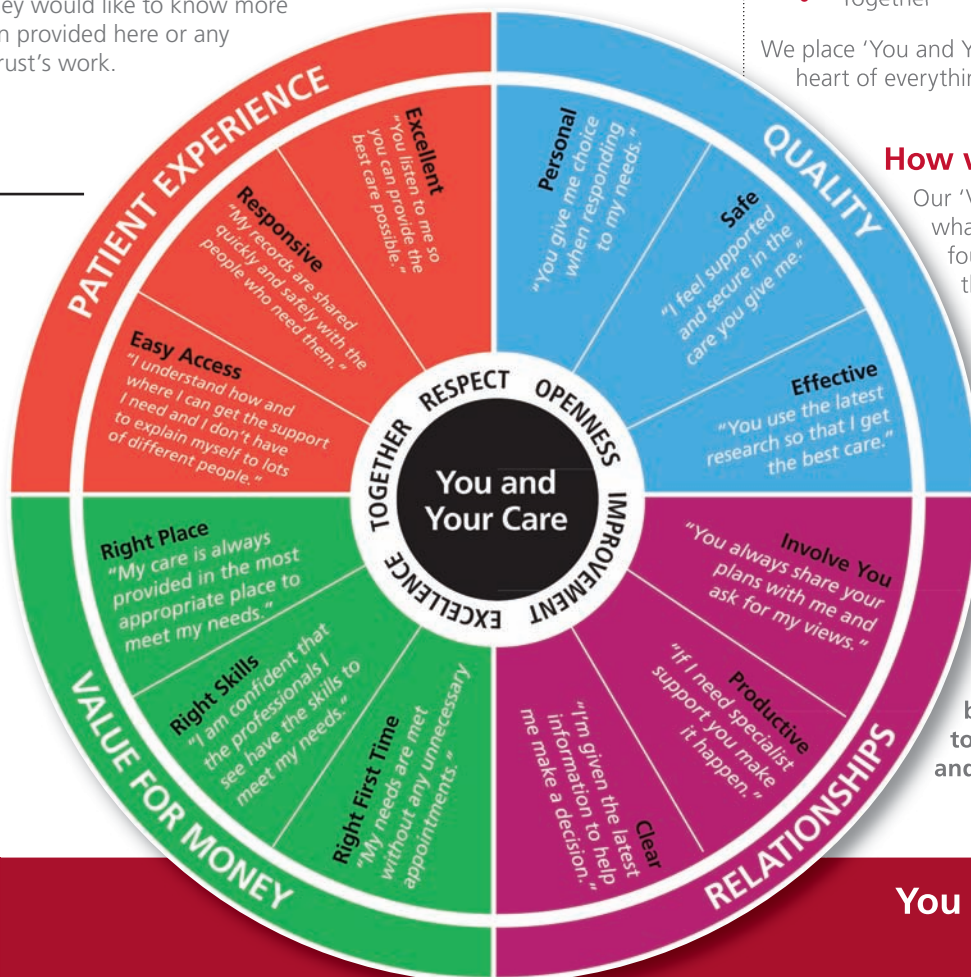 ey would like to know more
n provided here or any
rust's work.
Together
We place 'You and Y
heart of everythin
How w
Our 'V
wha
fou
th
PATIENT EXPERIENCE
Easy Access
"I understand how and
where I can get the support
I need and I don't have
to explain myself to lots
of different people."
Responsive
"My records are shared
quickly and safely with the
people who need them."
Excellent
"You listen to me so
you can provide the
best care possible."
QUALITY
Personal
"You give me choice
when responding
to my needs."
Safe
"I feel supported
and secure in the
care you give me."
Effective
"You use the latest
research so that I get
the best care."
RELATIONSHIPS
Involve You
"You always share your
plans with me and
ask for my views."
Productive
"If I need specialist
support you make
it happen."
Clear
"I'm given the latest
information to help
me make a decision."
VALUE FOR MONEY
Right First Time
"My needs are met
without any unnecessary
appointments."
Right Skills
"I am confident that
the professionals I
see have the skills to
meet my needs."
Right Place
"My care is always
provided in the most
appropriate place to
meet my needs."
TOGETHER RESPECT OPENNESS IMPROVEMENT EXCELLENCE
You and
Your Care
b
to
and
You